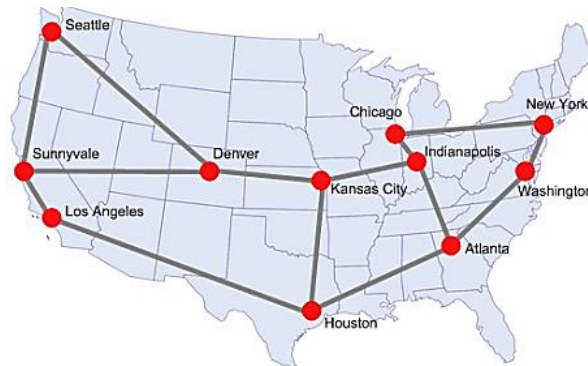 Seattle
New York
Chicago
Indianapolis
Sunnyvale
Denver
Kansas City
Washington
Los Angeles
Atlanta
Houston